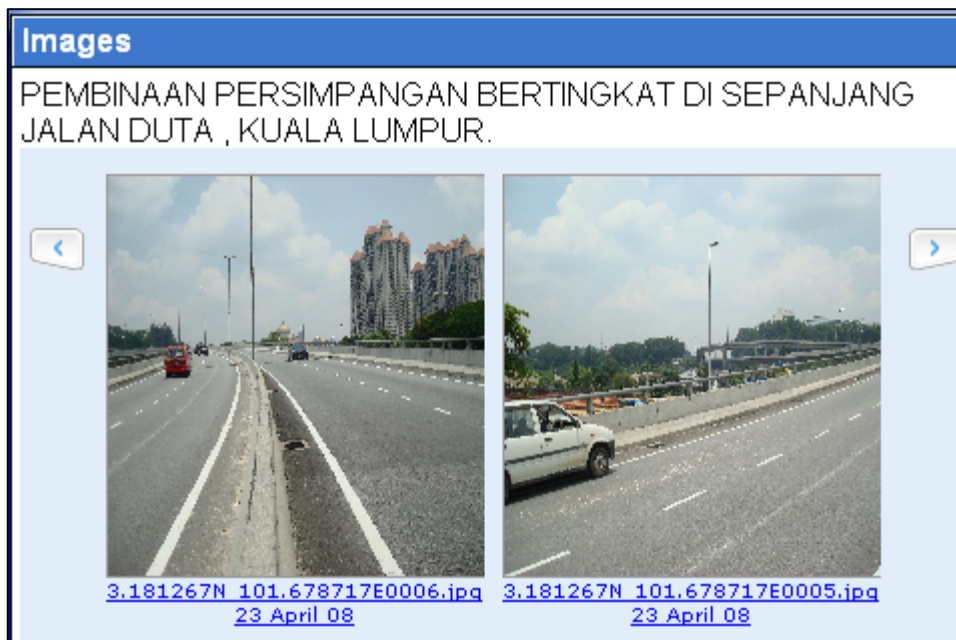 Images
PEMBINAAN PERSIMPANGAN BERTINGKAT DI SEPANJANG
JALAN DUTA , KUALA LUMPUR.
3.181267N 101.678717E0006.jpg
23 April 08
3.181267N 101.678717E0005.jpg
23 April 08